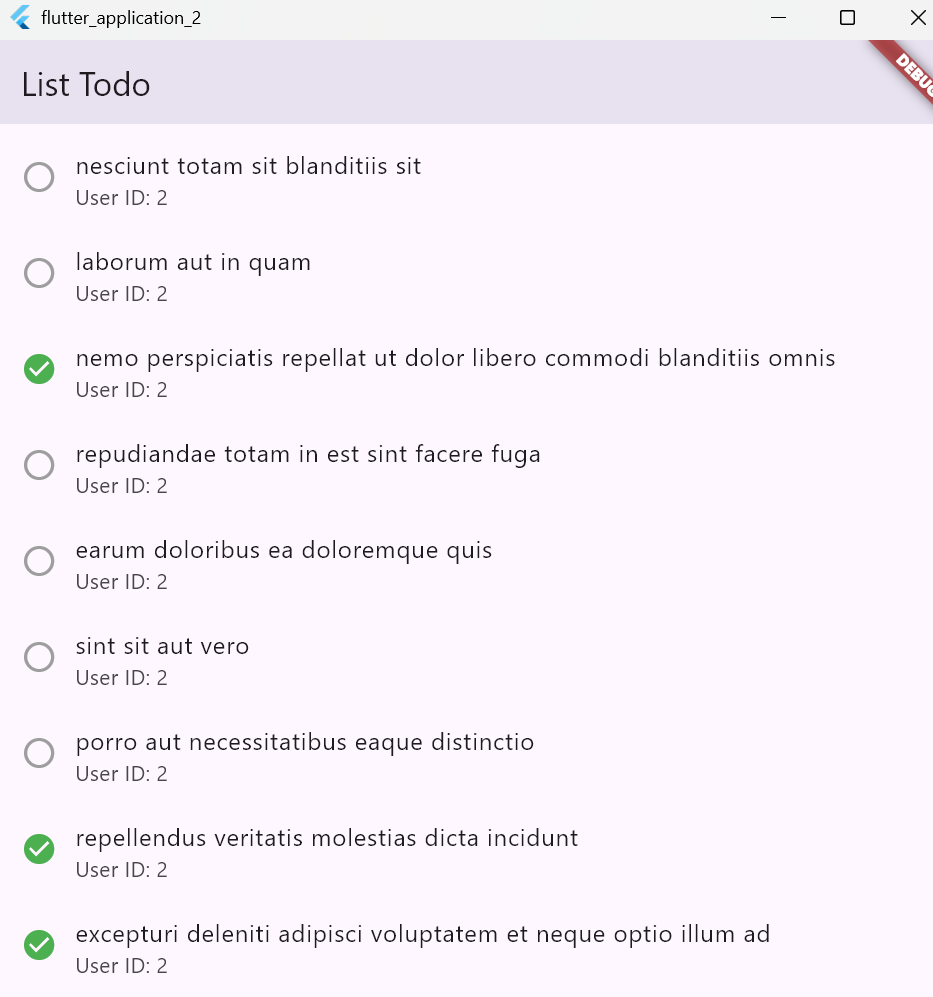 flutter_application_2
List Todo
nesciunt totam sit blanditiis sit
User ID: 2
laborum aut in quam
User ID: 2
nemo perspiciatis repellat ut dolor libero commodi blanditiis omnis
User ID: 2
repudiandae totam in est sint facere fuga
User ID: 2
earum doloribus ea doloremque quis
User ID: 2
sint sit aut vero
User ID: 2
porro aut necessitatibus eaque distinctio
User ID: 2
repellendus veritatis molestias dicta incidunt
User ID: 2
excepturi deleniti adipisci voluptatem et neque optio illum ad
User ID: 2